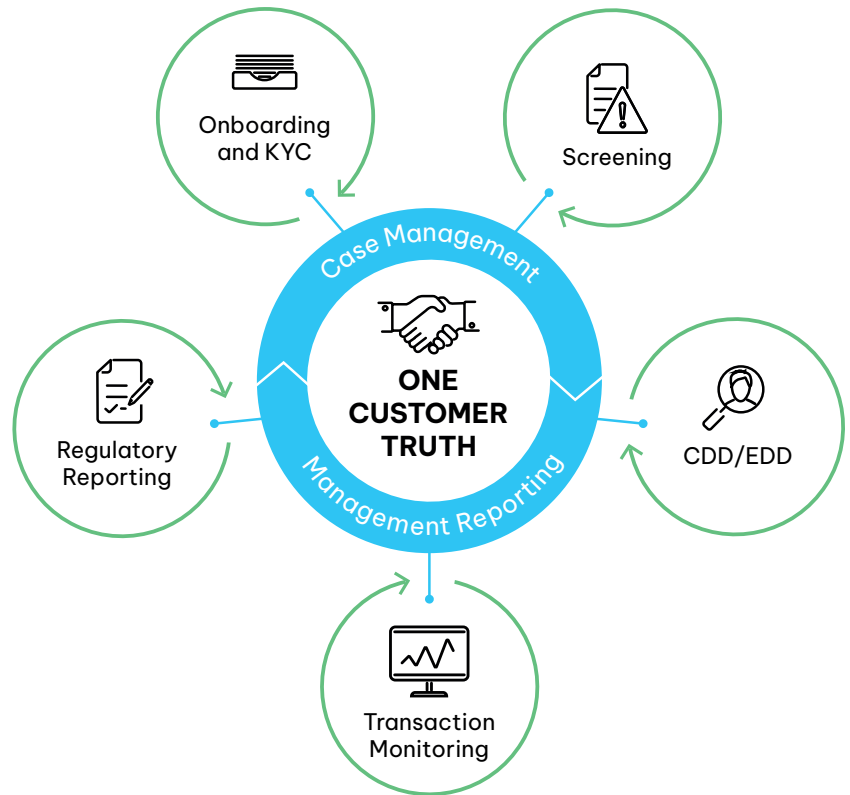 Onboarding
and KYC
Screening
Case Management
ONE
CUSTOMER
TRUTH
Regulatory
Reporting
CDD/EDD
Management Reporting
Transaction
Monitoring